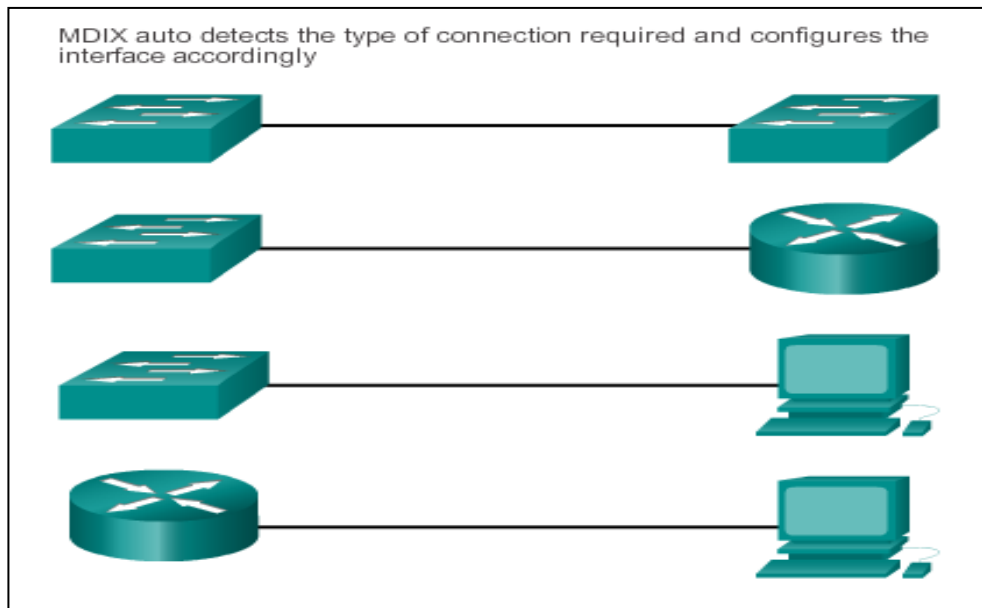 MDIX auto detects the type of connection required and configures the
interface accordingly